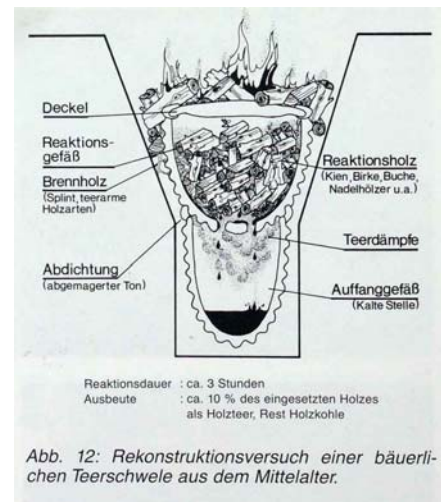 Deckel
Reaktions-
gefäß
Brennholz
(Splint, teerarme
Holzarten)
Abdichtung
(abgemagerter Ton)
Reaktionsholz
(Kien, Birke, Buche,
Nadelhölzer u.a.)
Teerdämpfe
Auffanggefäß
(Kalte Stelle)
Reaktionsdauer : ca. 3 Stunden
Ausbeute : ca. 10 % des eingesetzten Holzes
als Holzteer, Rest Holzkohle
Abb. 12: Rekonstruktionsversuch einer bäuerli-
chen Teerschwele aus dem Mittelalter.